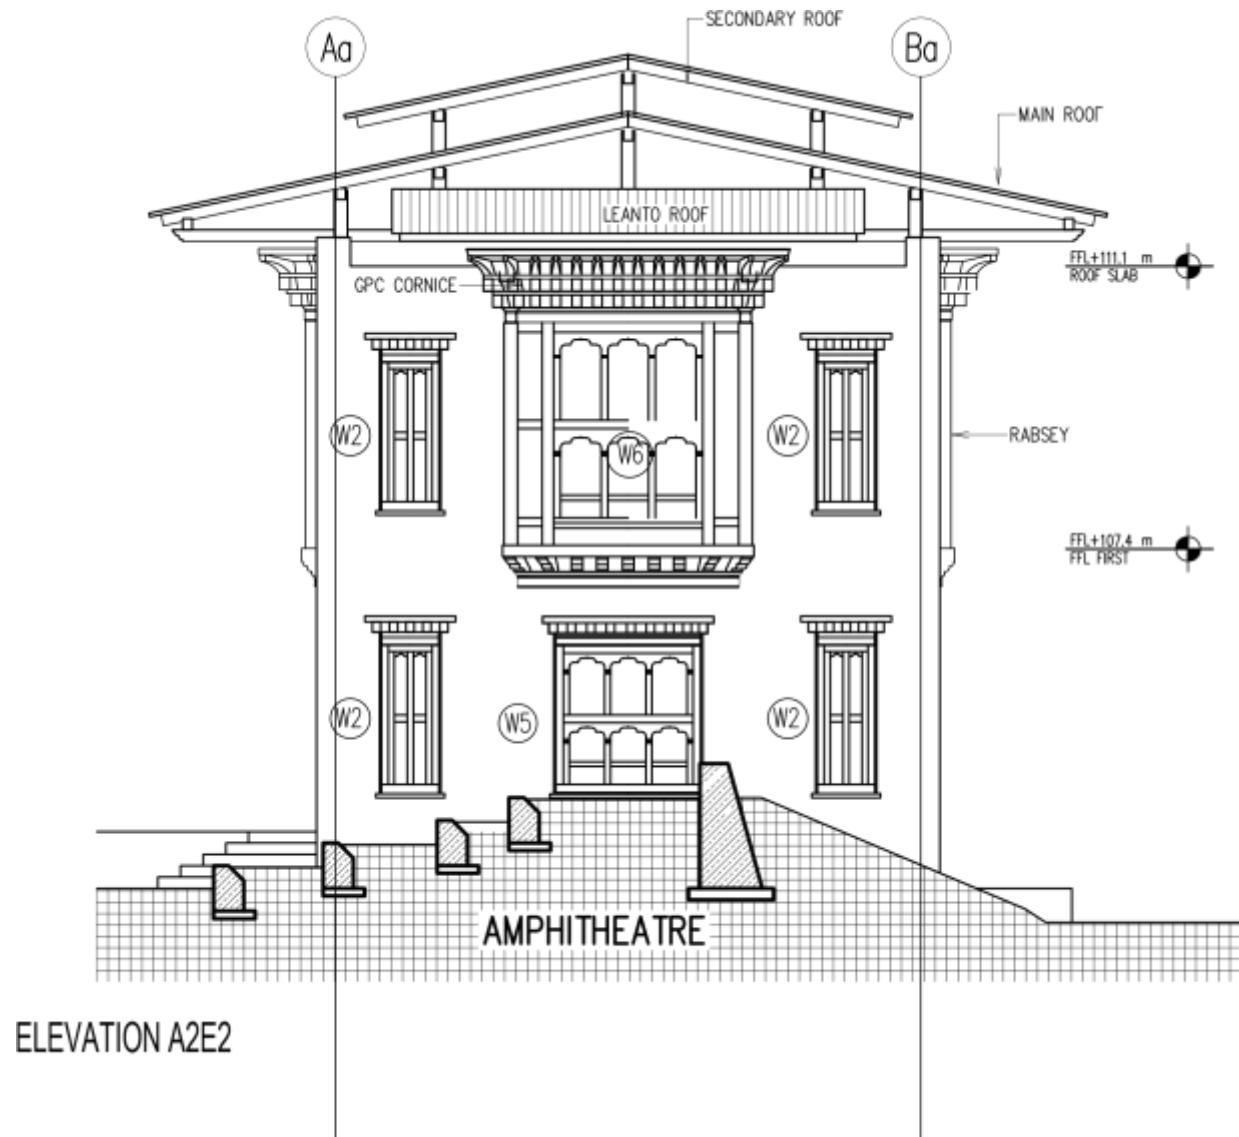 SECONDARY ROOF
Aa
Ba
MAIN ROOF
LEANTO ROOF
FFL+111.1 m
ROOF SLAB
GPC CORNICE
W2
W6
W2
RABSEY
FFL+107.4 m
FFL FIRST
W2
W5
W2
AMPHITHEATRE
ELEVATION A2E2